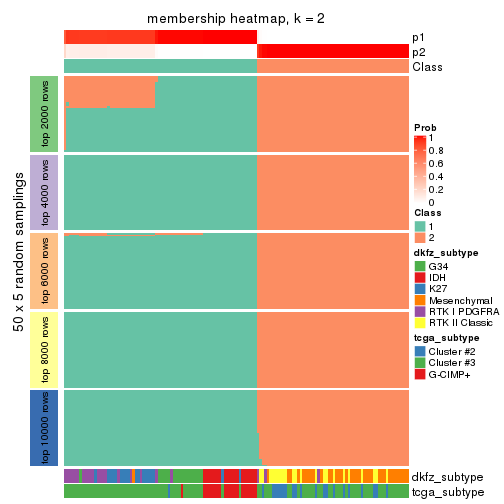 membership heatmap, k = 2
p1
p2
Class
50 x 5 random samplings
top 2000 rows
top 4000 rows
top 6000 rows
top 8000 rows
top 10000 rows
dkfz_subtype
tcga_subtype
Prob
1
0.8
0.6
0.4
0.2
0
Class
1
2
dkfz_subtype
G34
IDH
K27
Mesenchymal
RTK I PDGFRA
RTK II Classic
tcga_subtype
Cluster #2
Cluster #3
G-CIMP+